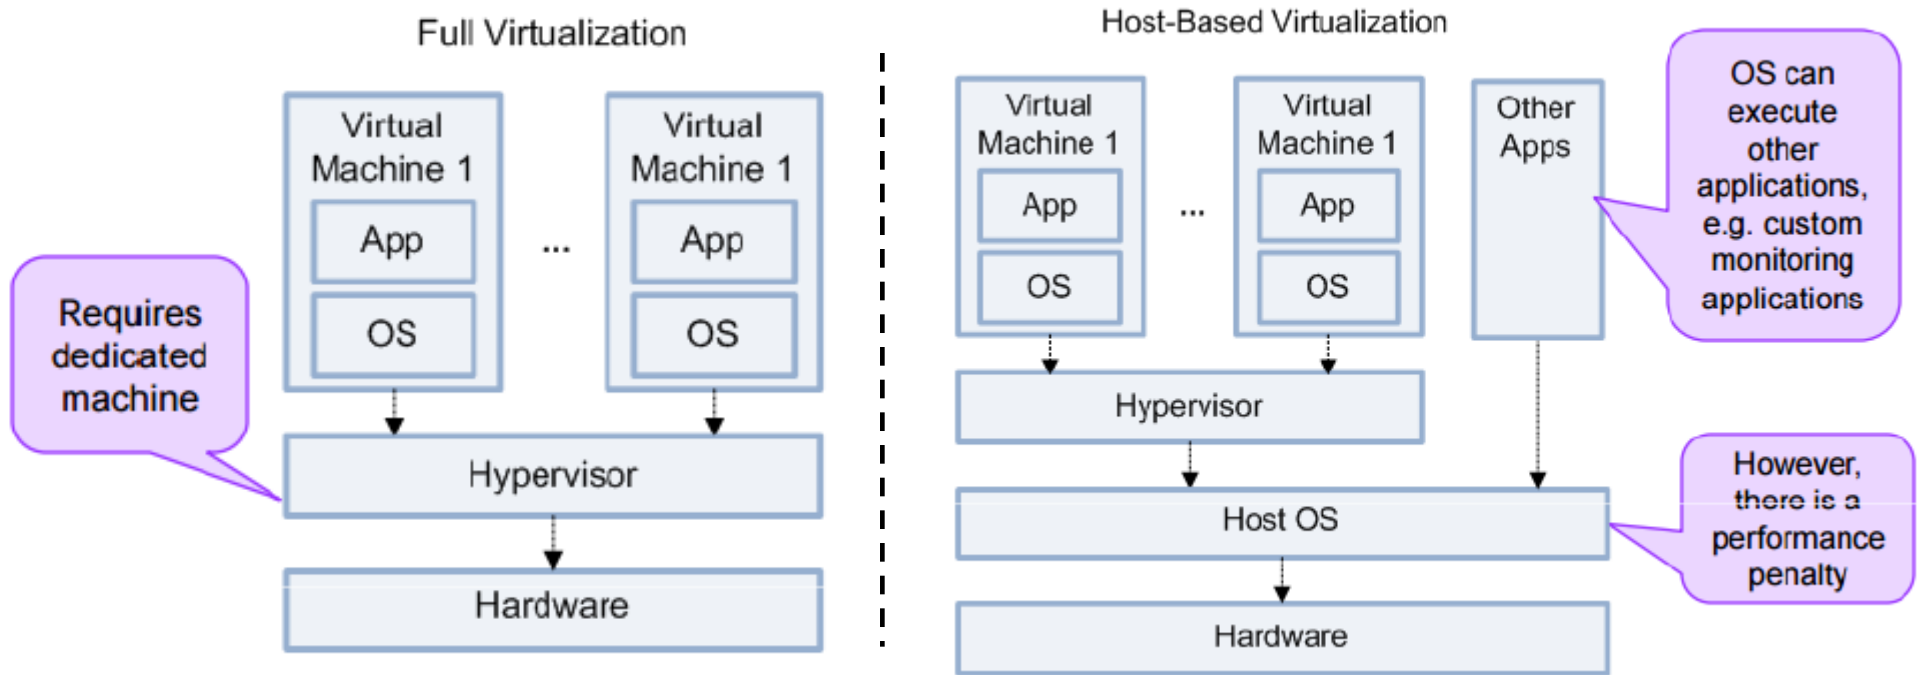 Full Virtualization
Virtual
Machine 1
App
OS
...
Virtual
Machine 1
App
OS
Requires
dedicated
machine
Hypervisor
Hardware
Host-Based Virtualization
Virtual
Machine 1
App
OS
...
Virtual
Machine 1
App
OS
Other
Apps
OS can
execute
other
applications,
e.g. custom
monitoring
applications
Hypervisor
Host OS
However,
there is a
performance
penalty
Hardware